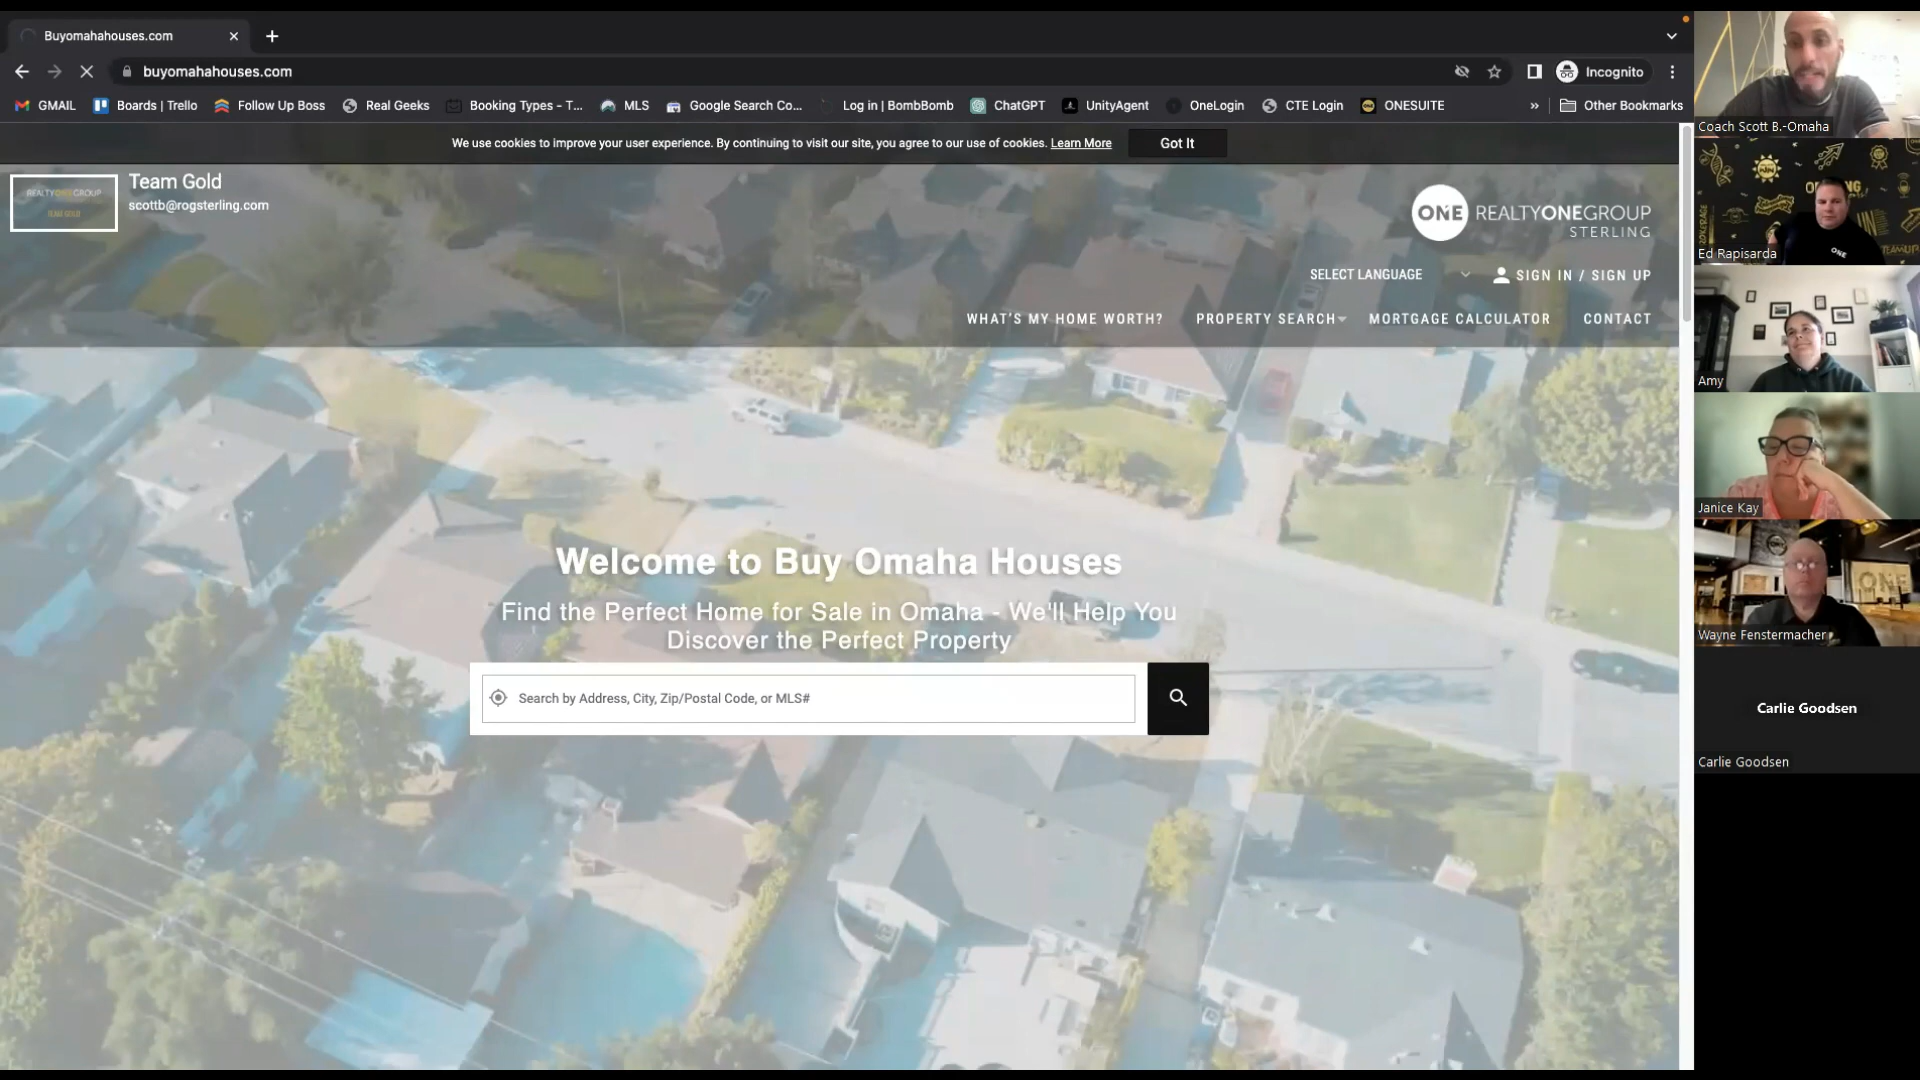 Buyomahahouses.com
buyomahahouses.com
Incognito
GMAIL
Boards | Trello
Follow Up Boss
Real Geeks
Booking Types - T...
MLS
Google Search Co...
Log in | BombBomb
ChatGPT
UnityAgent
OneLogin
CTE Login
ONESUITE
»
Other Bookmarks
We use cookies to improve your user experience. By continuing to visit our site, you agree to our use of cookies. Learn More
Got It
REALTYONEGROUP
TEAM GOLD
Team Gold
scottb@rogsterling.com
ONE REALTYONEGROUP
STERLING
SELECT LANGUAGE
SIGN IN / SIGN UP
WHAT'S MY HOME WORTH?
PROPERTY SEARCH
MORTGAGE CALCULATOR
CONTACT
Welcome to Buy Omaha Houses
Find the Perfect Home for Sale in Omaha - We'll Help You
Discover the Perfect Property
Search by Address, City, Zip/Postal Code, or MLS#
Coach Scott B.-Omaha
Ed Rapisarda
Amy
Janice Kay
ONE
Wayne Fenstermacher
Carlie Goodsen
Carlie Goodsen